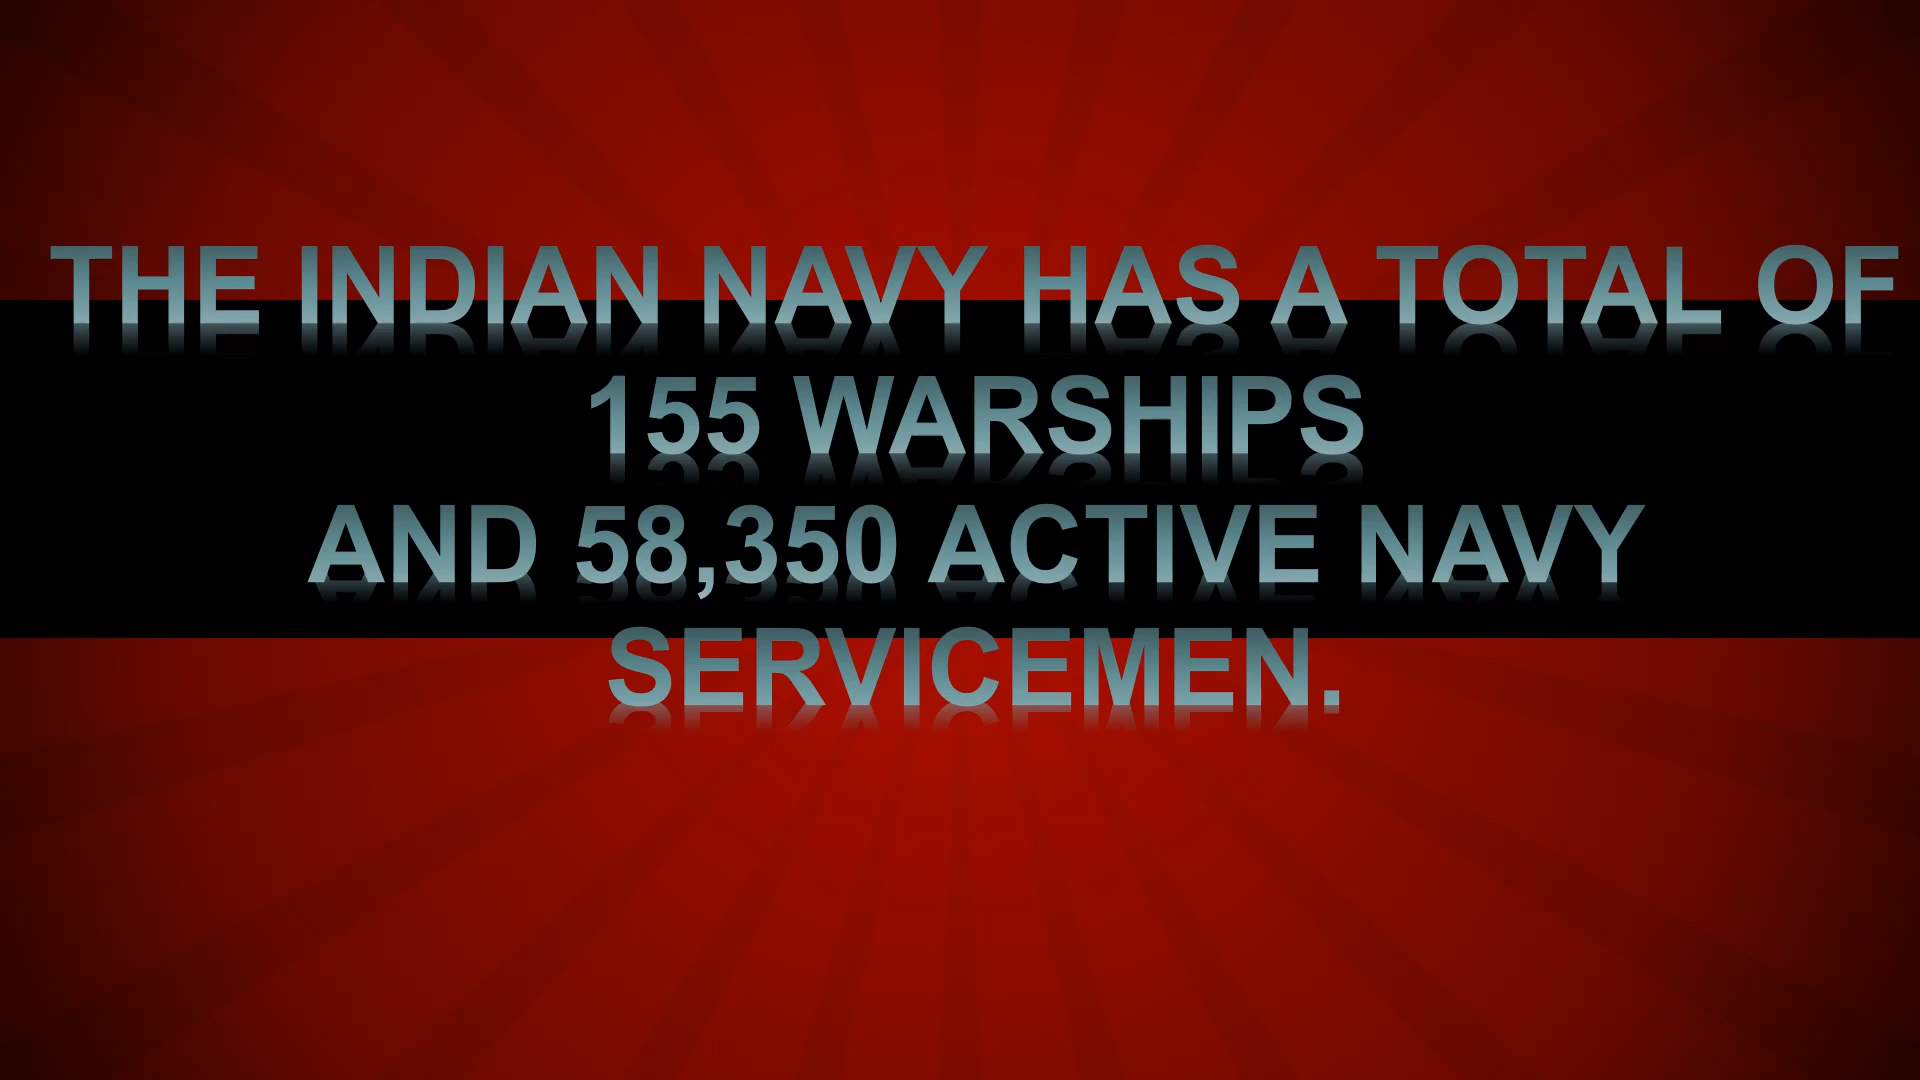 THE INDIAN NAVY HAS A TOTAL OF
155 WARSHIPS
AND 58,350 ACTIVE NAVY
SERVICEMEN.